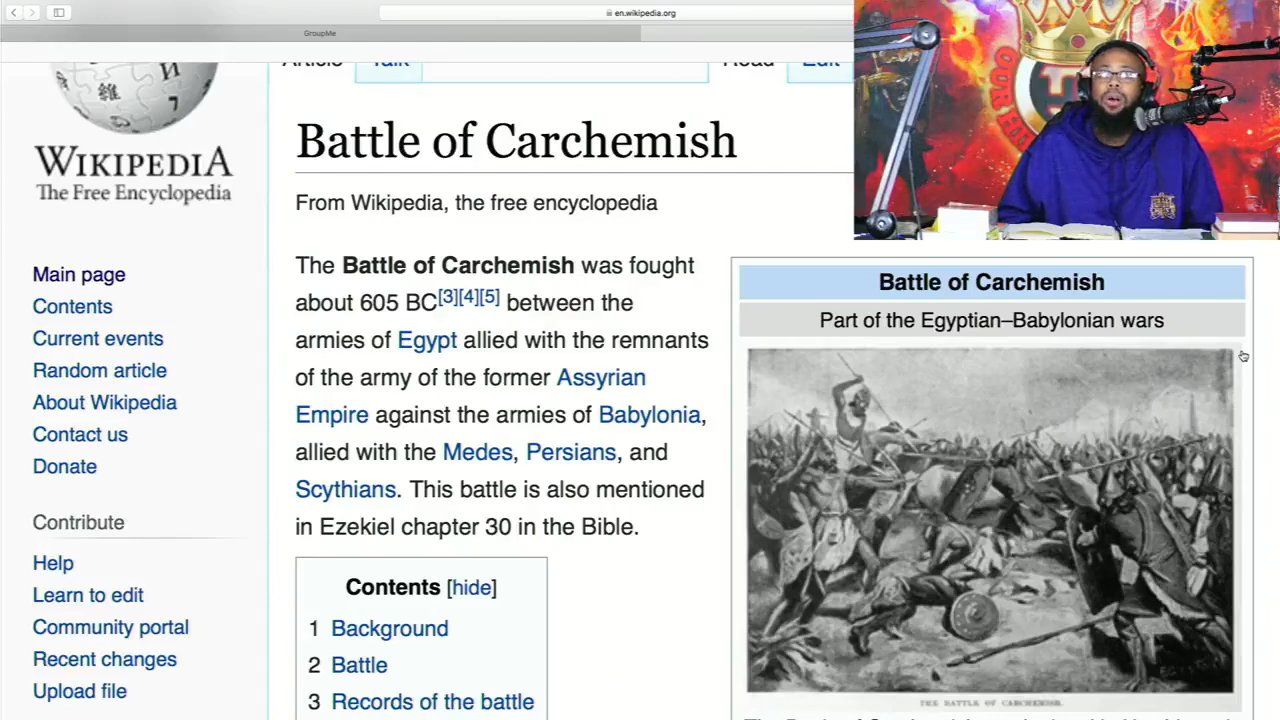 en.wikipedia.org
GroupMe
Article Talk Read Edit
WIKIPEDIA
The Free Encyclopedia
Main page
Contents
Current events
Random article
About Wikipedia
Contact us
Donate
Contribute
Help
Learn to edit
Community portal
Recent changes
Upload file
Battle of Carchemish
From Wikipedia, the free encyclopedia
The Battle of Carchemish was fought
about 605 BC[3][4][5] between the
armies of Egypt allied with the remnants
of the army of the former Assyrian
Empire against the armies of Babylonia,
allied with the Medes, Persians, and
Scythians. This battle is also mentioned
in Ezekiel chapter 30 in the Bible.
Contents [hide]
1 Background
2 Battle
3 Records of the battle
Battle of Carchemish
Part of the Egyptian–Babylonian wars
THE BATTLE OF CARCHEMISH.
OUR